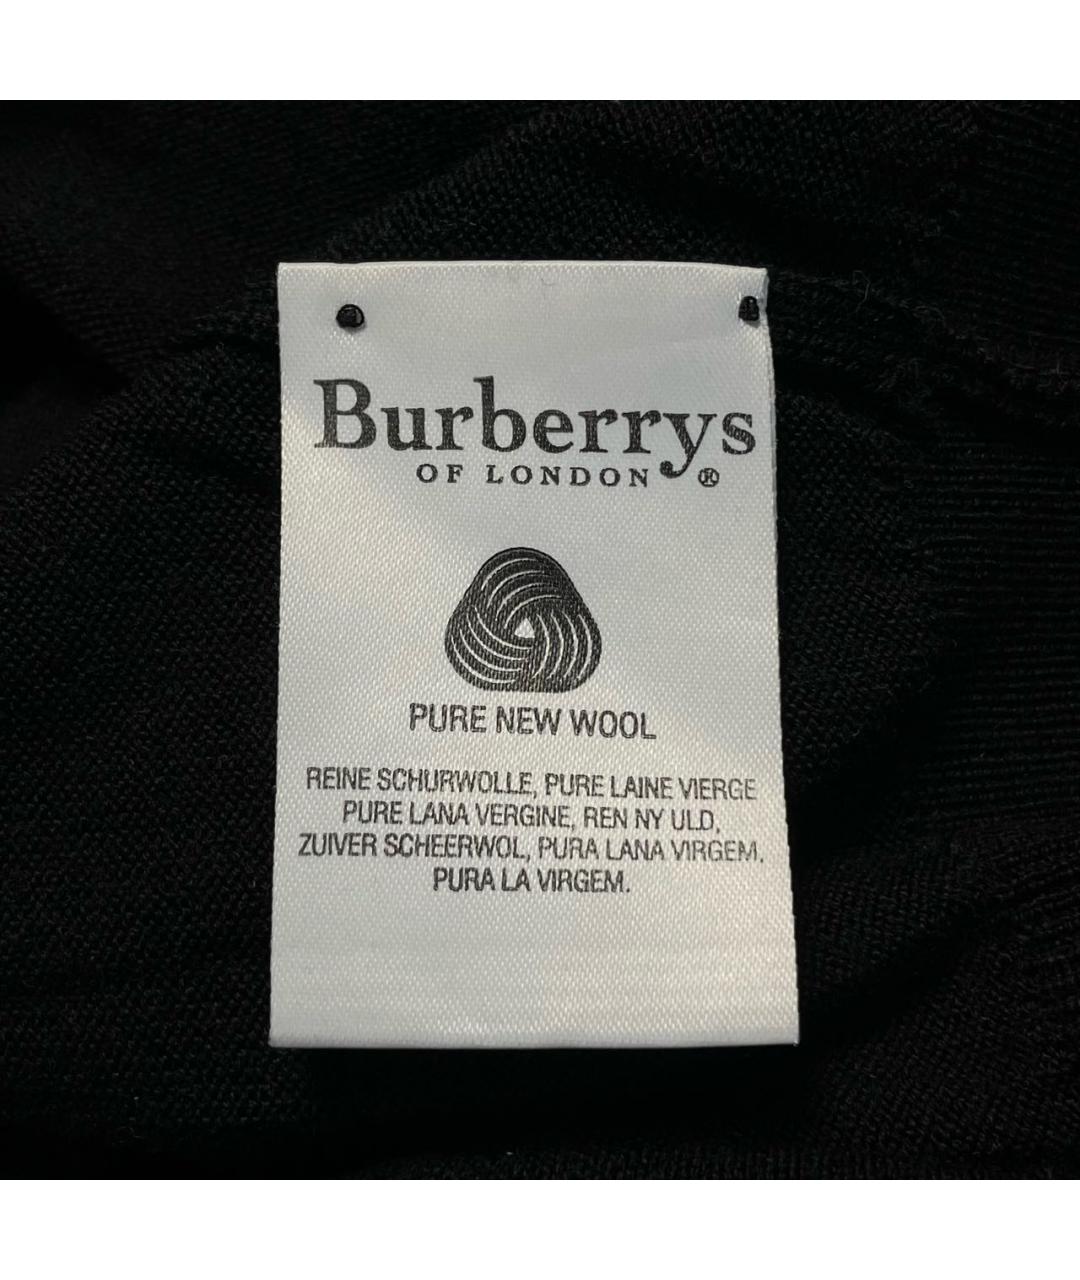 Burberrys
OF LONDON ®
PURE NEW WOOL
REINE SCHURWOLLE, PURE LAINE VIERGE
PURE LANA VERGINE, REN NY ULD,
ZUIVER SCHEERWOL, PURA LANA VIRGEM.
PURA LA VIRGEM.